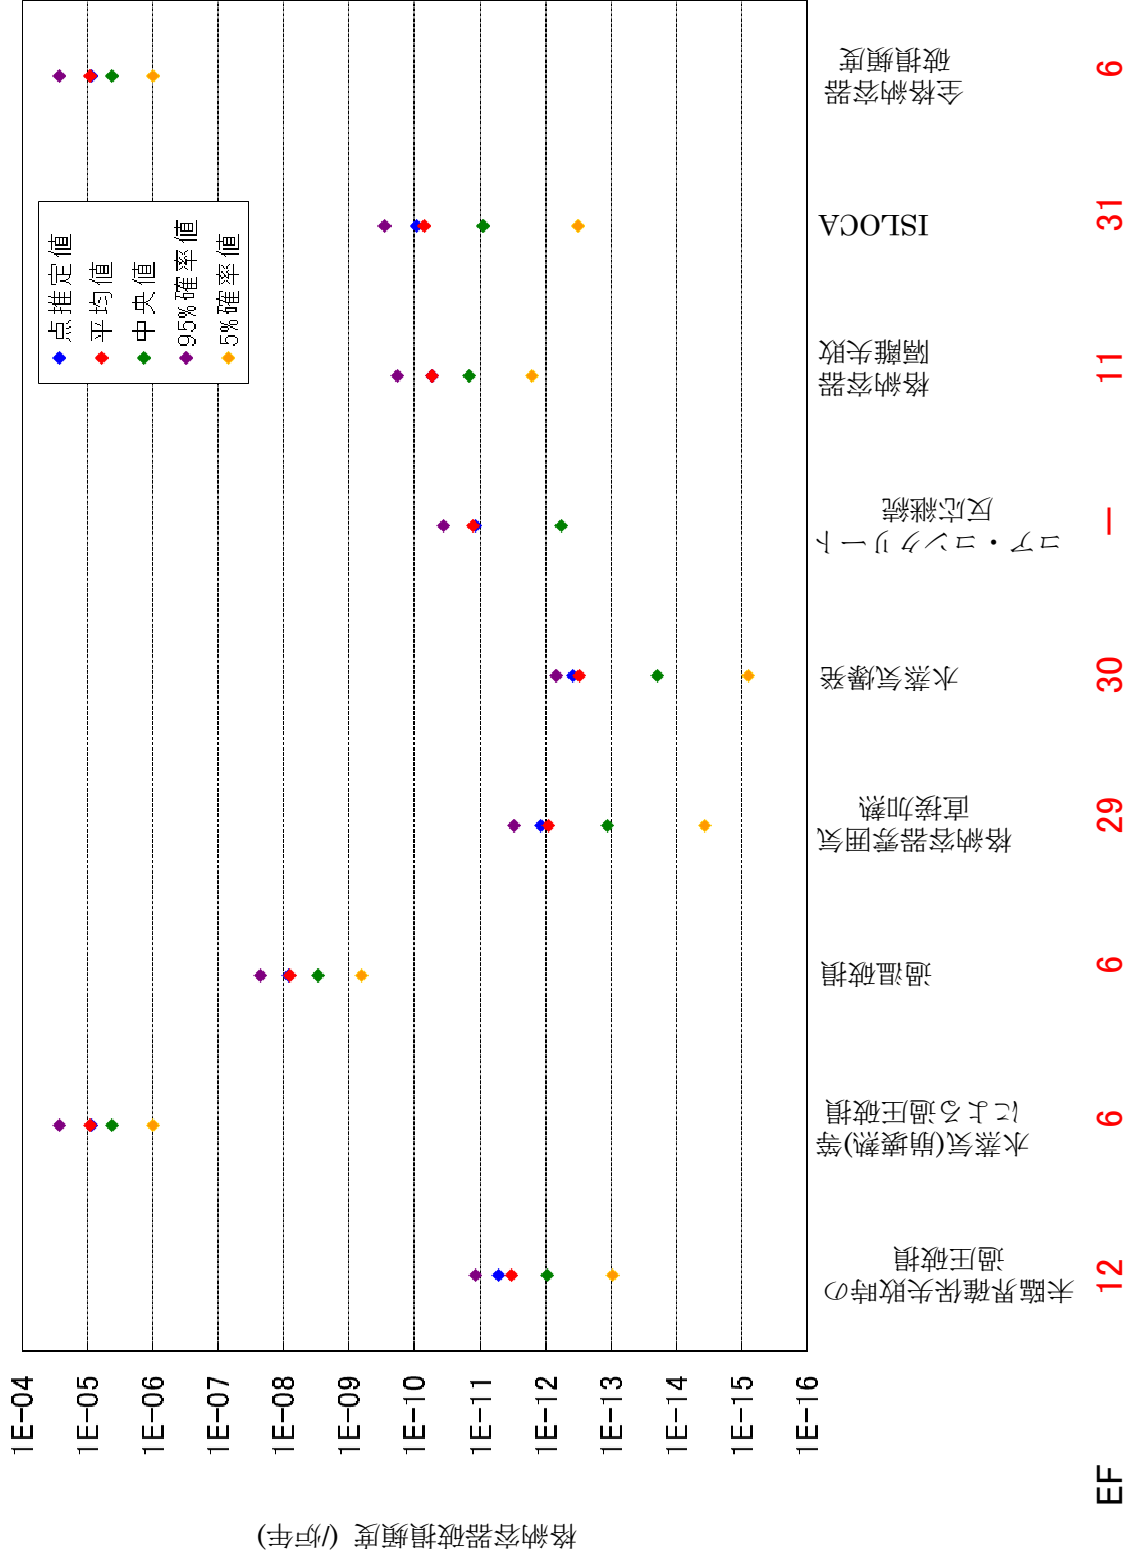 点推定値
平均値
中央値
95%確率値
5%確率値
格納容器破損頻度 (/炉年)
1E-04
1E-05
1E-06
1E-07
1E-08
1E-09
1E-10
1E-11
1E-12
1E-13
1E-14
1E-15
1E-16
未臨界確保失敗時の
過圧破損
水蒸気(崩壊熱)等
による過圧破損
過温破損
格納容器雰囲気
直接加熱
水蒸気爆発
コア・コンクリート
反応継続
格納容器
隔離失敗
ISLOCA
全格納容器
破損頻度
EF
12
6
6
29
30
―
11
31
6